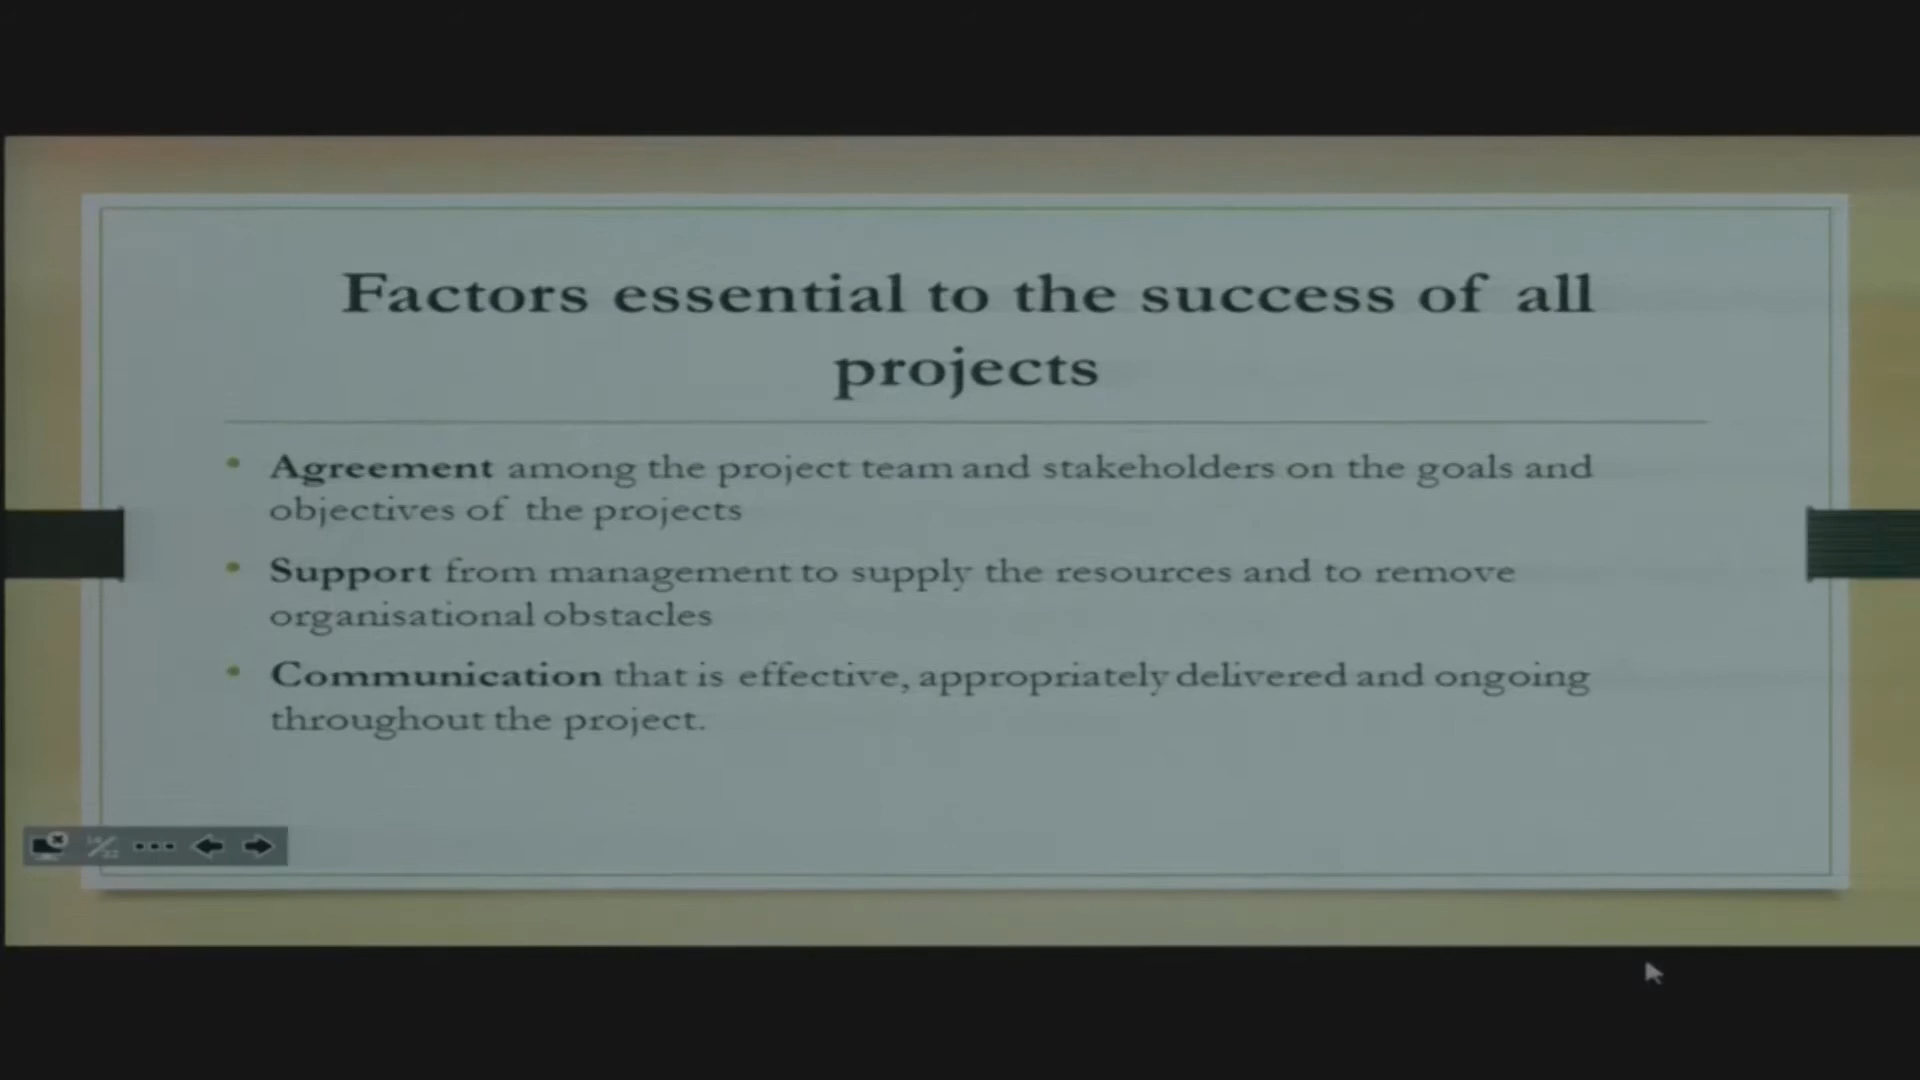 Factors essential to the success of all
projects
• Agreement among the project team and stakeholders on the goals and
objectives of the projects
• Support from management to supply the resources and to remove
organisational obstacles
• Communication that is effective, appropriately delivered and ongoing
throughout the project.